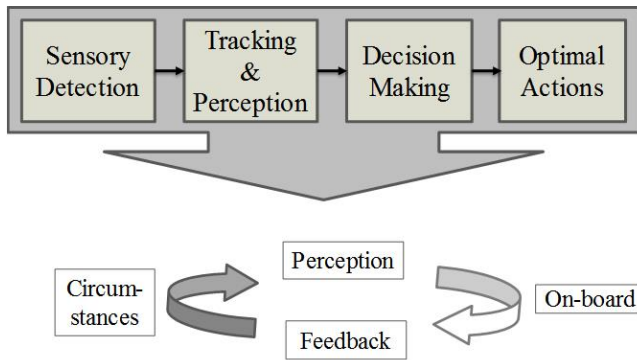 Sensory
Detection
Tracking
&
Perception
Decision
Making
Optimal
Actions
Perception
Circum-
stances
On-board
Feedback